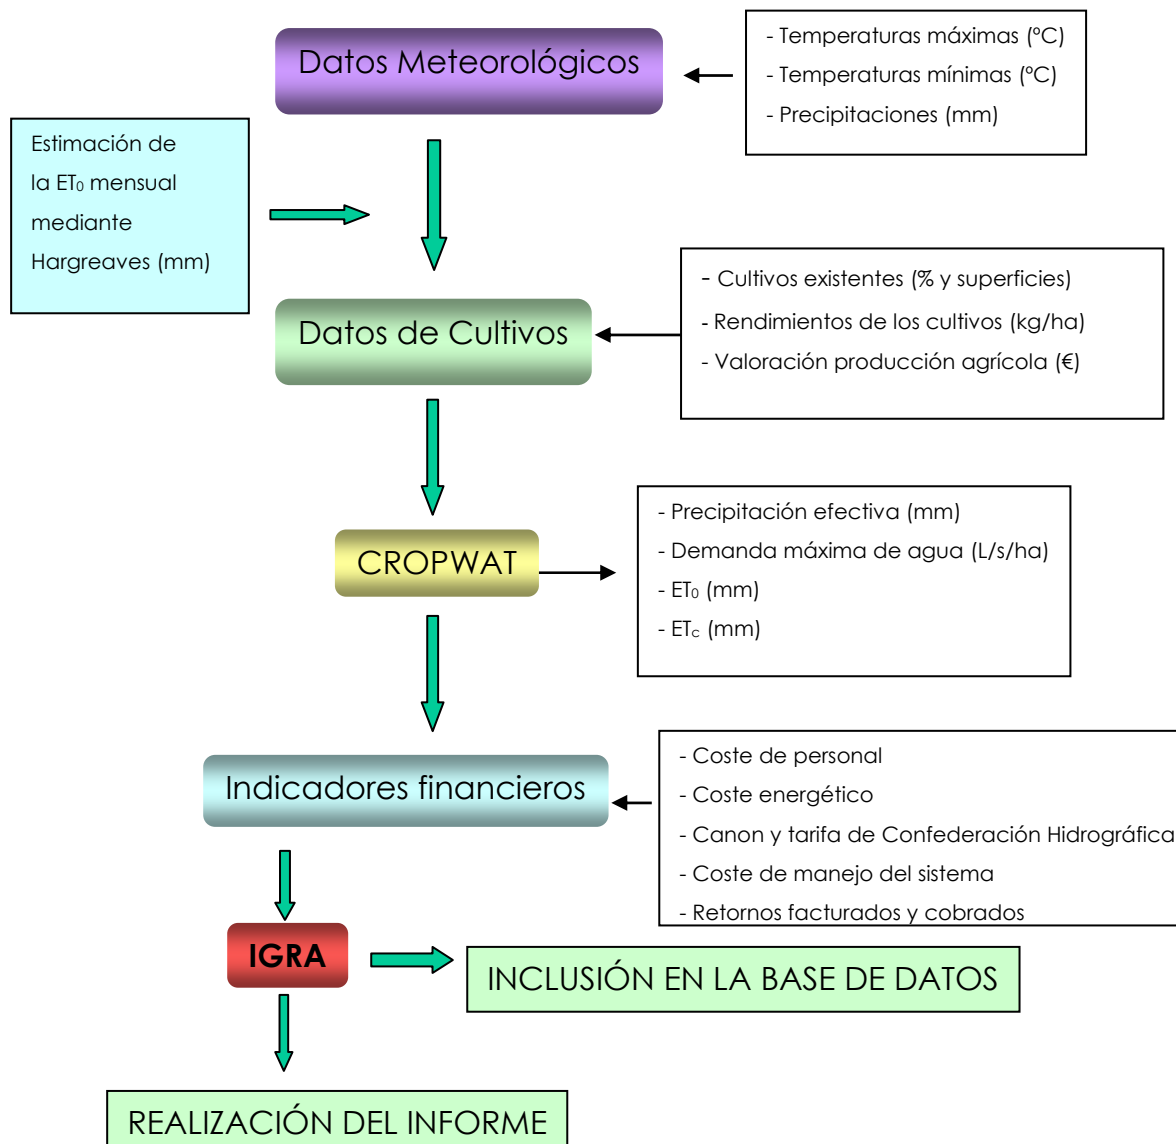 Datos Meteorológicos
- Temperaturas máximas (ºC)
- Temperaturas mínimas (ºC)
- Precipitaciones (mm)
Estimación de
la ET₀ mensual
mediante
Hargreaves (mm)
Datos de Cultivos
- Cultivos existentes (% y superficies)
- Rendimientos de los cultivos (kg/ha)
- Valoración producción agrícola (€)
CROPWAT
- Precipitación efectiva (mm)
- Demanda máxima de agua (L/s/ha)
- ET₀ (mm)
- ETc (mm)
Indicadores financieros
- Coste de personal
- Coste energético
- Canon y tarifa de Confederación Hidrográfica
- Coste de manejo del sistema
- Retornos facturados y cobrados
IGRA
INCLUSIÓN EN LA BASE DE DATOS
REALIZACIÓN DEL INFORME